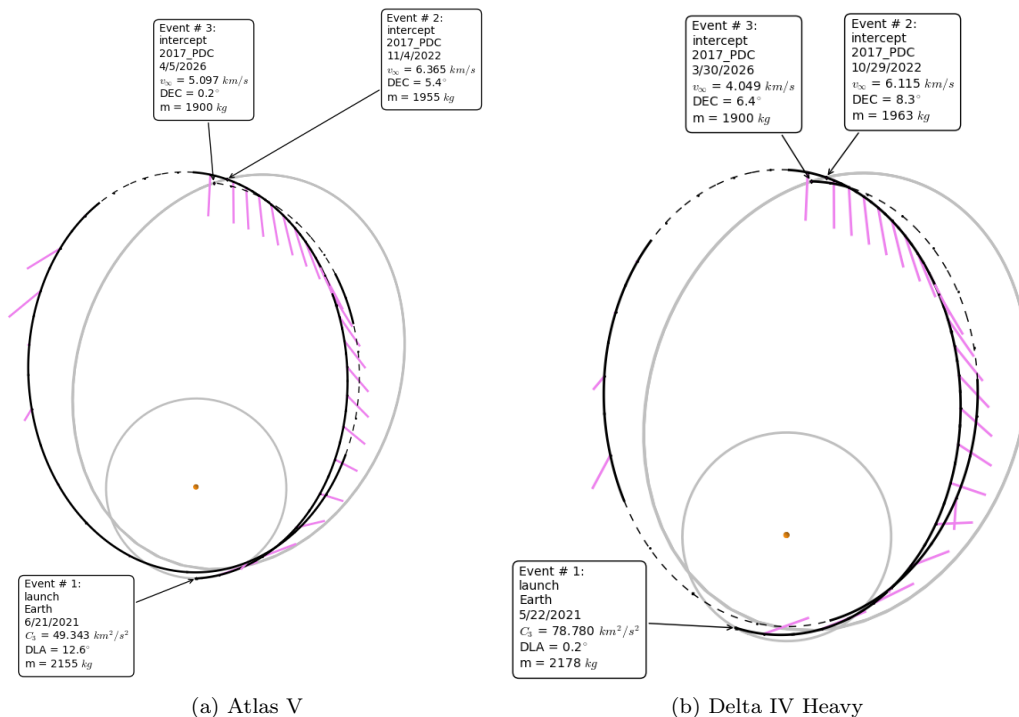 Event # 3:
intercept
2017_PDC
4/5/2026
v∞ = 5.097 km/s
DEC = 0.2°
m = 1900 kg
Event # 2:
intercept
2017_PDC
11/4/2022
v∞ = 6.365 km/s
DEC = 5.4°
m = 1955 kg
Event # 1:
launch
Earth
6/21/2021
C₃ = 49.343 km²/s²
DLA = 12.6°
m = 2155 kg
(a) Atlas V
Event # 3:
intercept
2017_PDC
3/30/2026
v∞ = 4.049 km/s
DEC = 6.4°
m = 1900 kg
Event # 2:
intercept
2017_PDC
10/29/2022
v∞ = 6.115 km/s
DEC = 8.3°
m = 1963 kg
Event # 1:
launch
Earth
5/22/2021
C₃ = 78.780 km²/s²
DLA = 0.2°
m = 2178 kg
(b) Delta IV Heavy